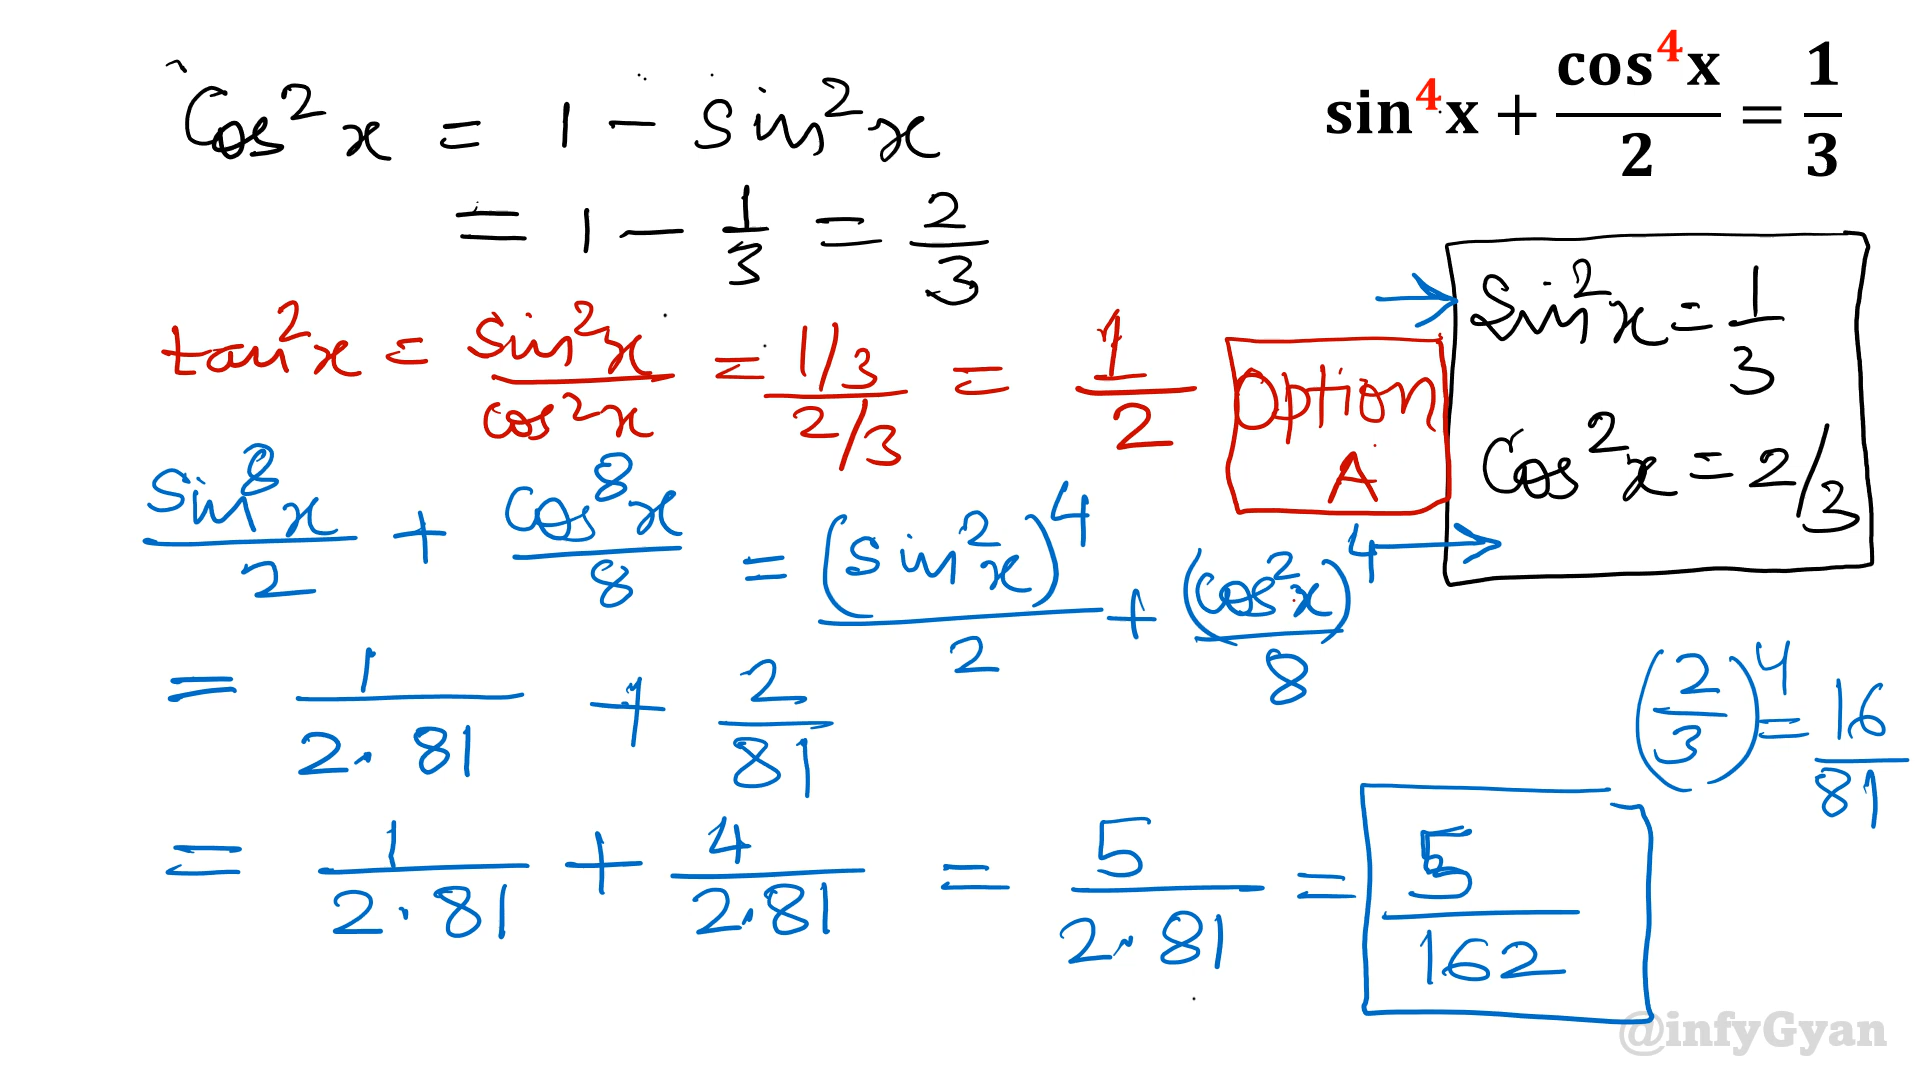 sin⁴x + cos⁴x/2 = 1/3
Cos²x = 1 - sin²x
= 1 - 1/3 = 2/3
Sin²x = 1/3
Cos²x = 2/3
tan²x = sin²x/cos²x = (1/3)/(2/3) = 1/2
Option
A
sin⁸x/2 + cos⁸x/8 = (sin²x)⁴/2 + (cos²x)⁴/8
= 1/(2·81) + 2/81
(2/3)⁴ = 16/81
= 1/(2·81) + 4/(2·81) = 5/(2·81) = 5/162
@infyGyan